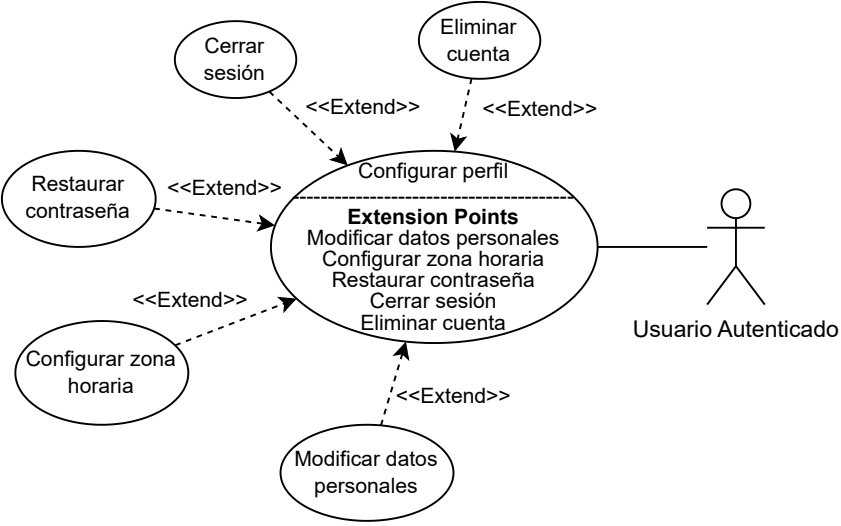 Eliminar
cuenta
Cerrar
sesión
<<Extend>>
<<Extend>>
Configurar perfil
Restaurar
contraseña
<<Extend>>
Extension Points
Modificar datos personales
Configurar zona horaria
Restaurar contraseña
Cerrar sesión
Eliminar cuenta
<<Extend>>
Usuario Autenticado
Configurar zona
horaria
<<Extend>>
Modificar datos
personales